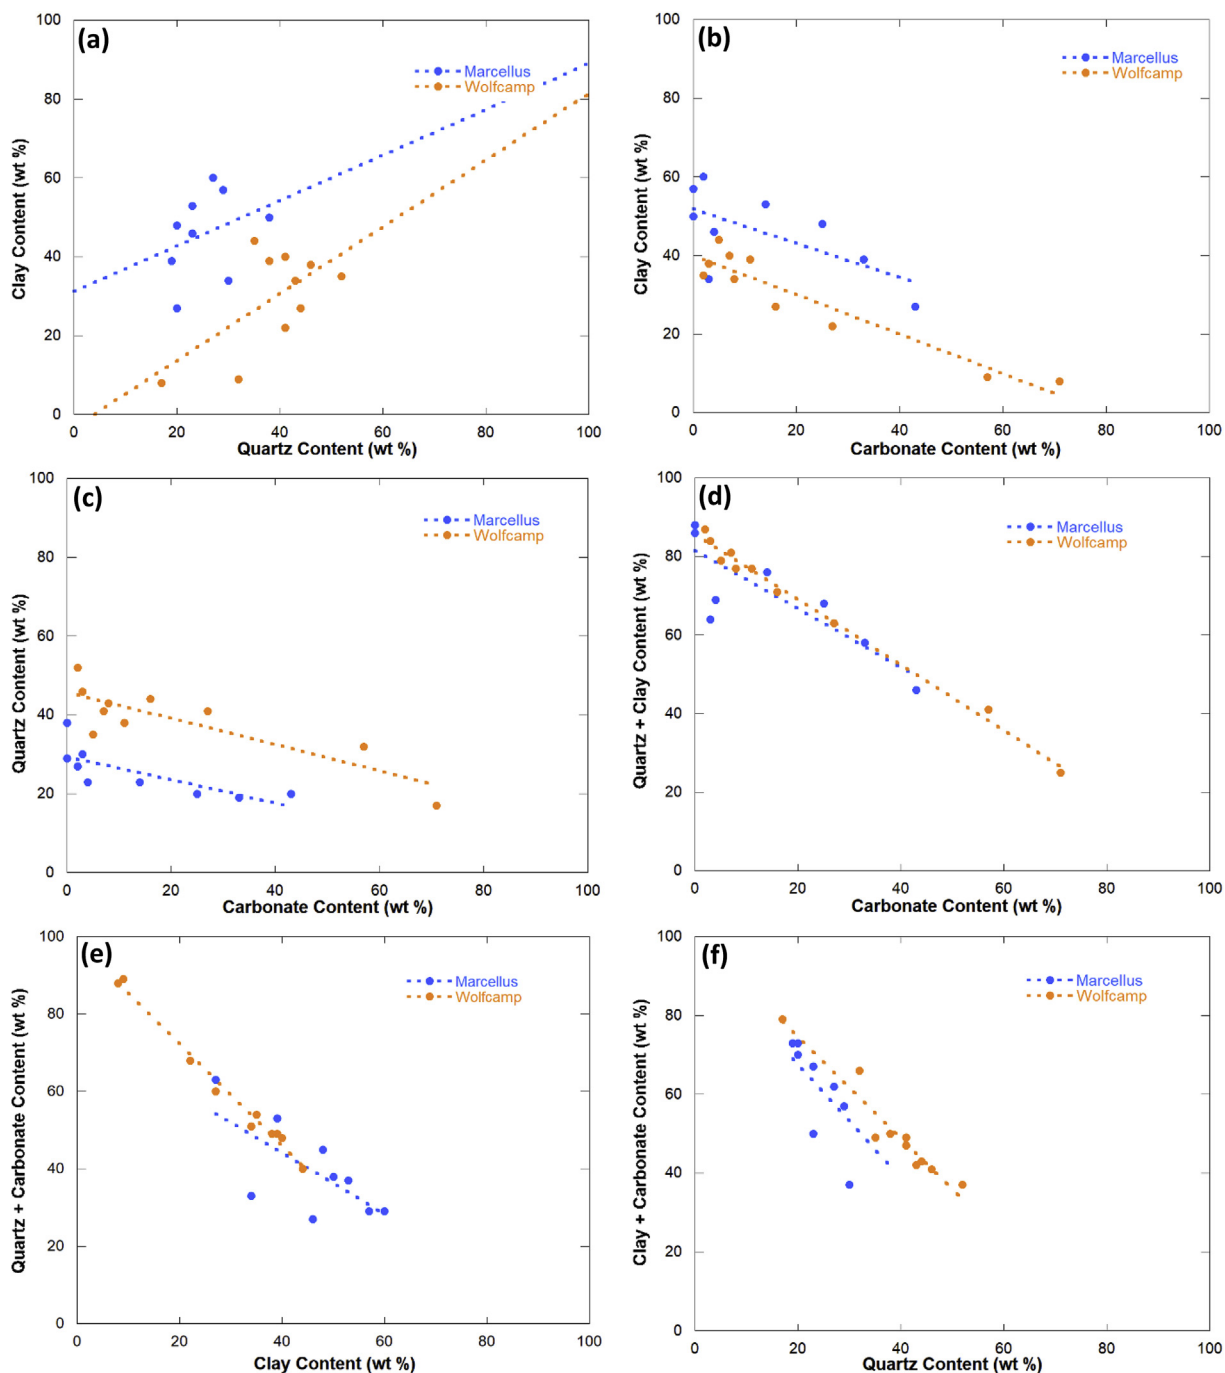 (a)
Marcellus
Wolfcamp
100
80
60
40
20
0
Clay Content (wt %)
0 20 40 60 80 100
Quartz Content (wt %)
(b)
Marcellus
Wolfcamp
100
80
60
40
20
0
Clay Content (wt %)
0 20 40 60 80 100
Carbonate Content (wt %)
(c)
Marcellus
Wolfcamp
100
80
60
40
20
0
Quartz Content (wt %)
0 20 40 60 80 100
Carbonate Content (wt %)
(d)
Marcellus
Wolfcamp
100
80
60
40
20
0
Quartz + Clay Content (wt %)
0 20 40 60 80 100
Carbonate Content (wt %)
(e)
Marcellus
Wolfcamp
100
80
60
40
20
0
Quartz + Carbonate Content (wt %)
0 20 40 60 80 100
Clay Content (wt %)
(f)
Marcellus
Wolfcamp
100
80
60
40
20
0
Clay + Carbonate Content (wt %)
0 20 40 60 80 100
Quartz Content (wt %)